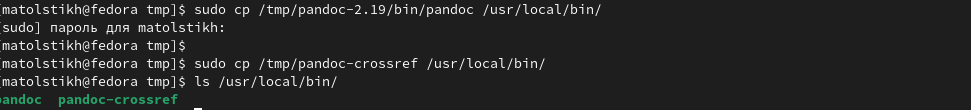 [matolstikh@fedora tmp]$ sudo cp /tmp/pandoc-2.19/bin/pandoc /usr/local/bin/
[sudo] пароль для matolstikh:
[matolstikh@fedora tmp]$
[matolstikh@fedora tmp]$ sudo cp /tmp/pandoc-crossref /usr/local/bin/
[matolstikh@fedora tmp]$ ls /usr/local/bin/
pandoc  pandoc-crossref